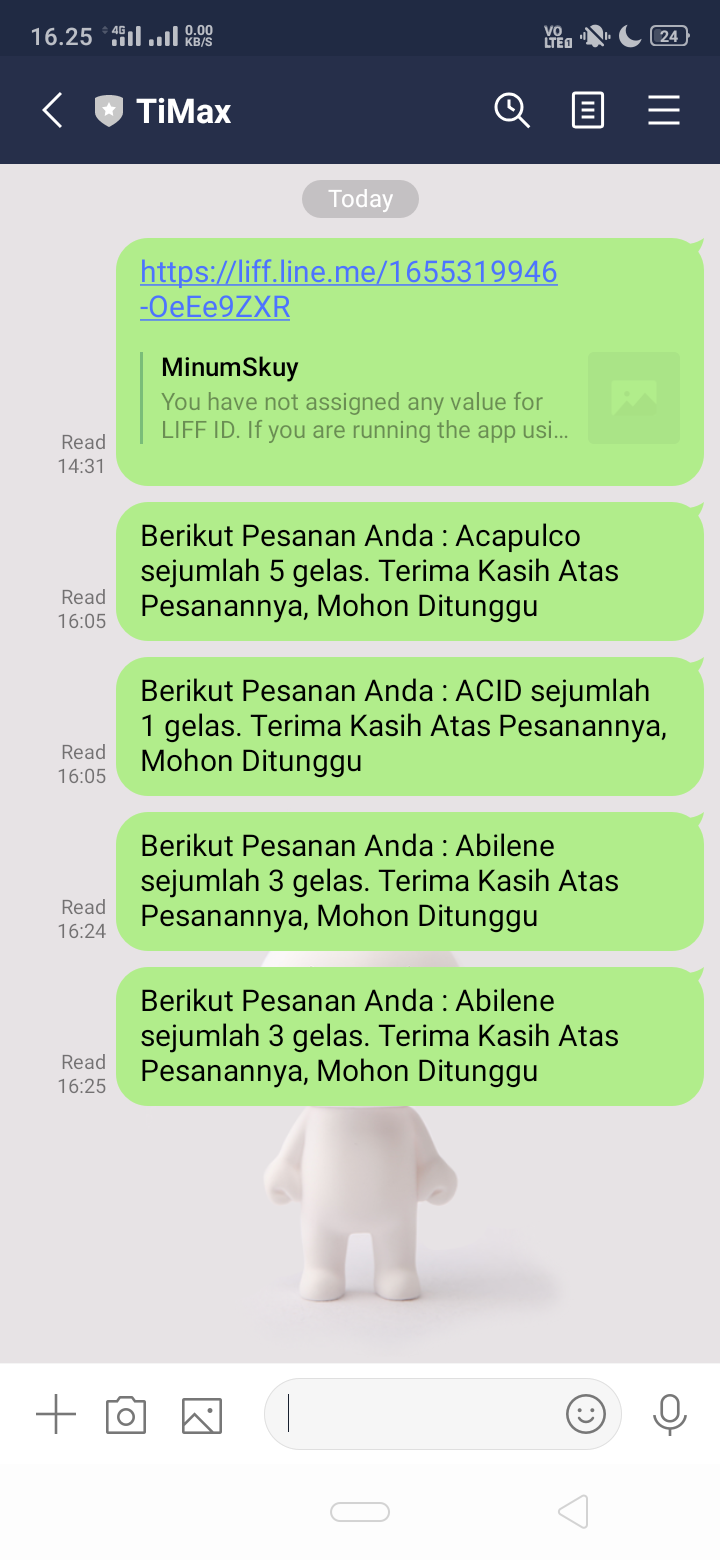 16.25 4G 0.00 KB/S VO LTE 24
TiMax
Today
https://liff.line.me/1655319946
-OeEe9ZXR
MinumSkuy
You have not assigned any value for
LIFF ID. If you are running the app usi…
Read
14:31
Berikut Pesanan Anda : Acapulco
sejumlah 5 gelas. Terima Kasih Atas
Pesanannya, Mohon Ditunggu
Read
16:05
Berikut Pesanan Anda : ACID sejumlah
1 gelas. Terima Kasih Atas Pesanannya,
Mohon Ditunggu
Read
16:05
Berikut Pesanan Anda : Abilene
sejumlah 3 gelas. Terima Kasih Atas
Pesanannya, Mohon Ditunggu
Read
16:24
Berikut Pesanan Anda : Abilene
sejumlah 3 gelas. Terima Kasih Atas
Pesanannya, Mohon Ditunggu
Read
16:25